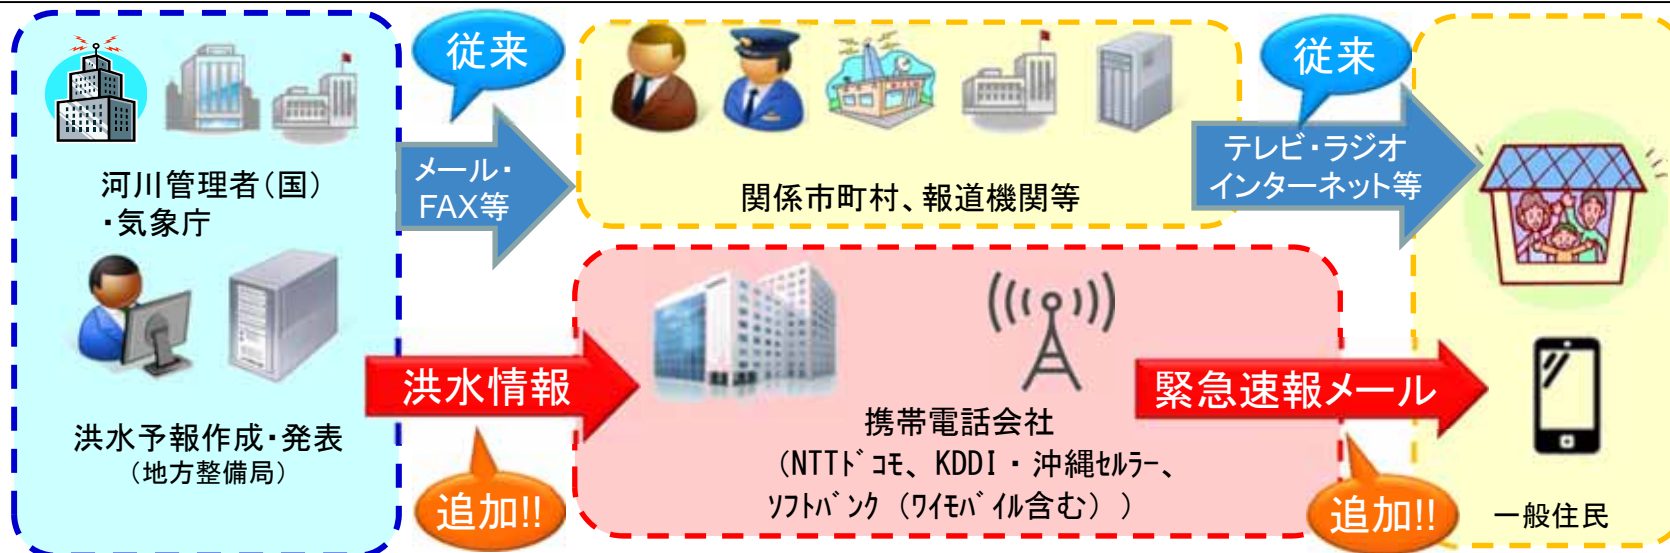 河川管理者（国）
・気象庁
洪水予報作成・発表
（地方整備局）
従来
メール・
FAX等
関係市町村、報道機関等
従来
テレビ・ラジオ
インターネット等
洪水情報
追加!!
携帯電話会社
（NTTﾄﾞｺﾓ、KDDI・沖縄ｾﾙﾗｰ、
ｿﾌﾄﾊﾞﾝｸ（ﾜｲﾓﾊﾞｲﾙ含む））
緊急速報メール
追加!!
一般住民